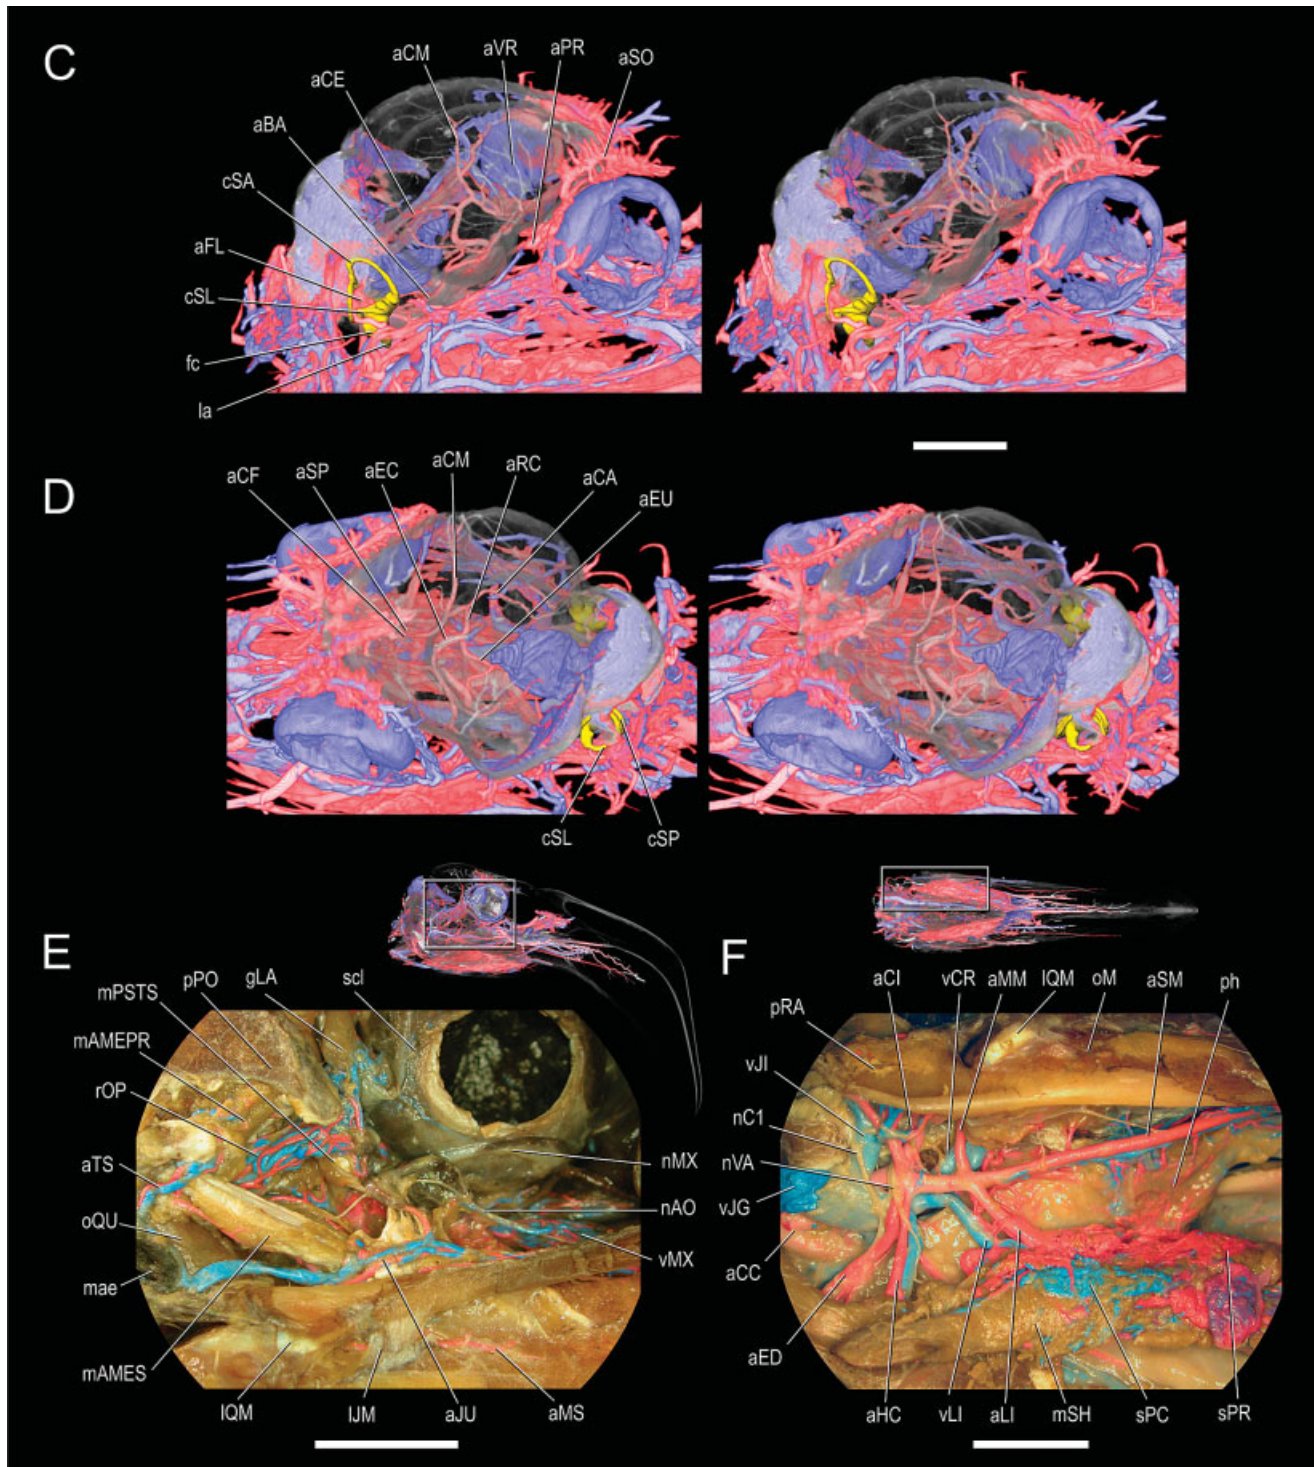 C
aCM
aVR
aPR
aSO
aCE
aBA
cSA
aFL
cSL
fc
la
D
aCF
aSP
aEC
aCM
aRC
aCA
aEU
cSL
cSP
E
mPSTS
pPO
gLA
scl
mAMEPR
rOP
aTS
oQU
mae
mAMES
nMX
nAO
vMX
lQM
lJM
aJU
aMS
F
aCI
vCR
aMM
lQM
oM
aSM
ph
pRA
vJI
nC1
nVA
vJG
aCC
aED
aHC
vLI
aLI
mSH
sPC
sPR